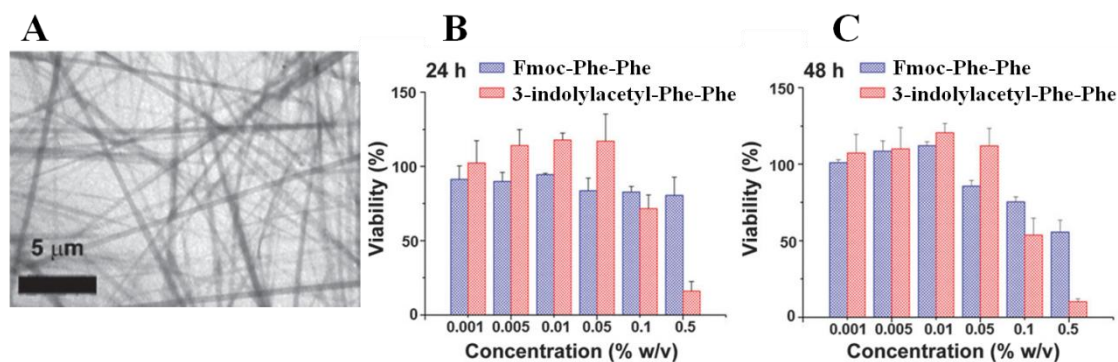 A
5 μm
B
24 h
Fmoc-Phe-Phe
3-indolylacetyl-Phe-Phe
150
100
50
0
Viability (%)
0.001 0.005 0.01 0.05 0.1 0.5
Concentration (% w/v)
C
48 h
Fmoc-Phe-Phe
3-indolylacetyl-Phe-Phe
150
100
50
0
Viability (%)
0.001 0.005 0.01 0.05 0.1 0.5
Concentration (% w/v)